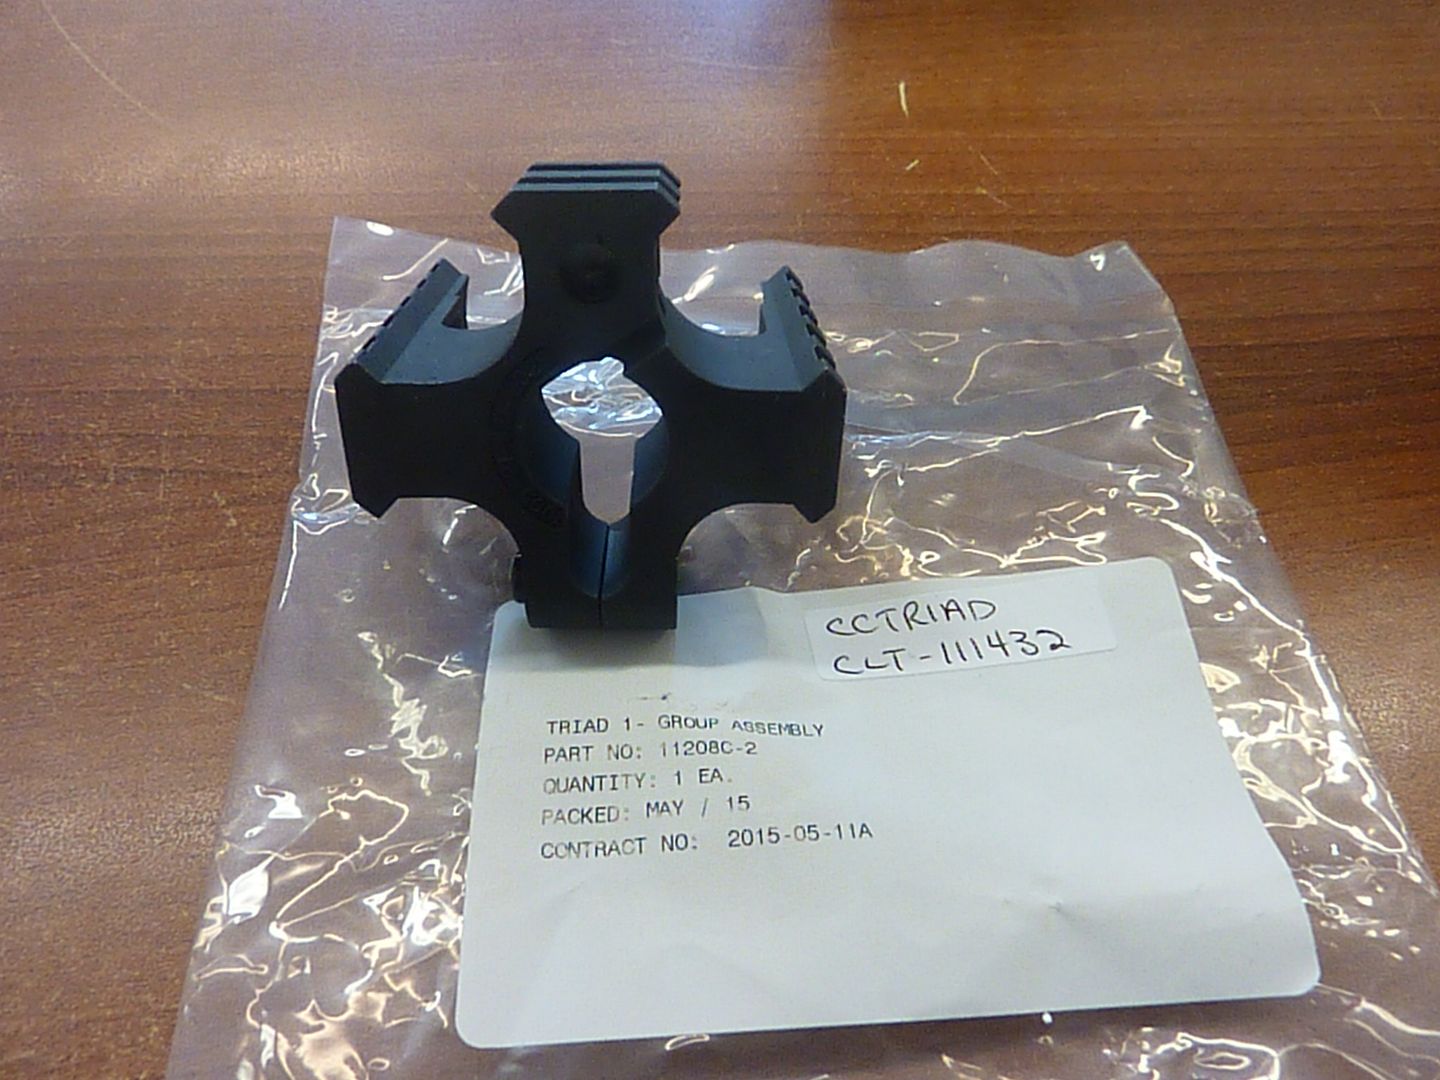 CCTRIAD
CLT-111432
TRIAD 1- GROUP ASSEMBLY
PART NO: 11208C-2
QUANTITY: 1 EA.
PACKED: MAY / 15
CONTRACT NO: 2015-05-11A